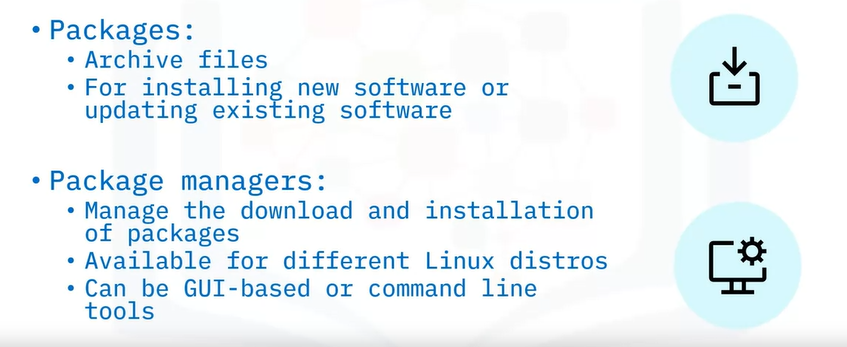 • Packages:
• Archive files
• For installing new software or
updating existing software
• Package managers:
• Manage the download and installation
of packages
• Available for different Linux distros
• Can be GUI-based or command line
tools